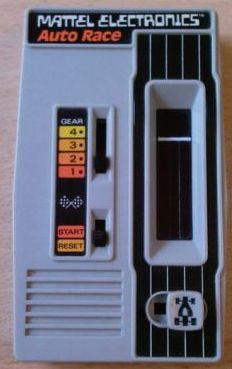 MATTEL ELECTRONICS™
Auto Race
GEAR
4
3
2
1
START
RESET